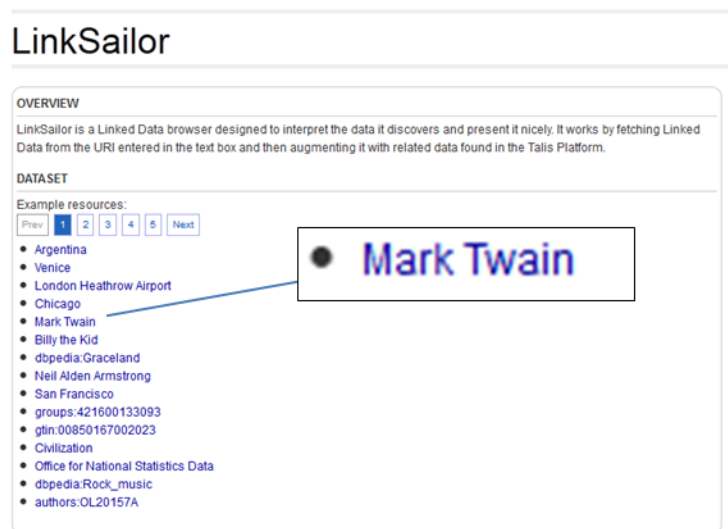 LinkSailor
OVERVIEW
LinkSailor is a Linked Data browser designed to interpret the data it discovers and present it nicely. It works by fetching Linked
Data from the URI entered in the text box and then augmenting it with related data found in the Talis Platform.
DATASET
Example resources:
Prev 1 2 3 4 5 Next
Argentina
Venice
London Heathrow Airport
Chicago
Mark Twain
Mark Twain
Billy the Kid
dbpedia:Graceland
Neil Alden Armstrong
San Francisco
groups:421600133093
gtin:00850167002023
Civilization
Office for National Statistics Data
dbpedia:Rock_music
authors:OL20157A